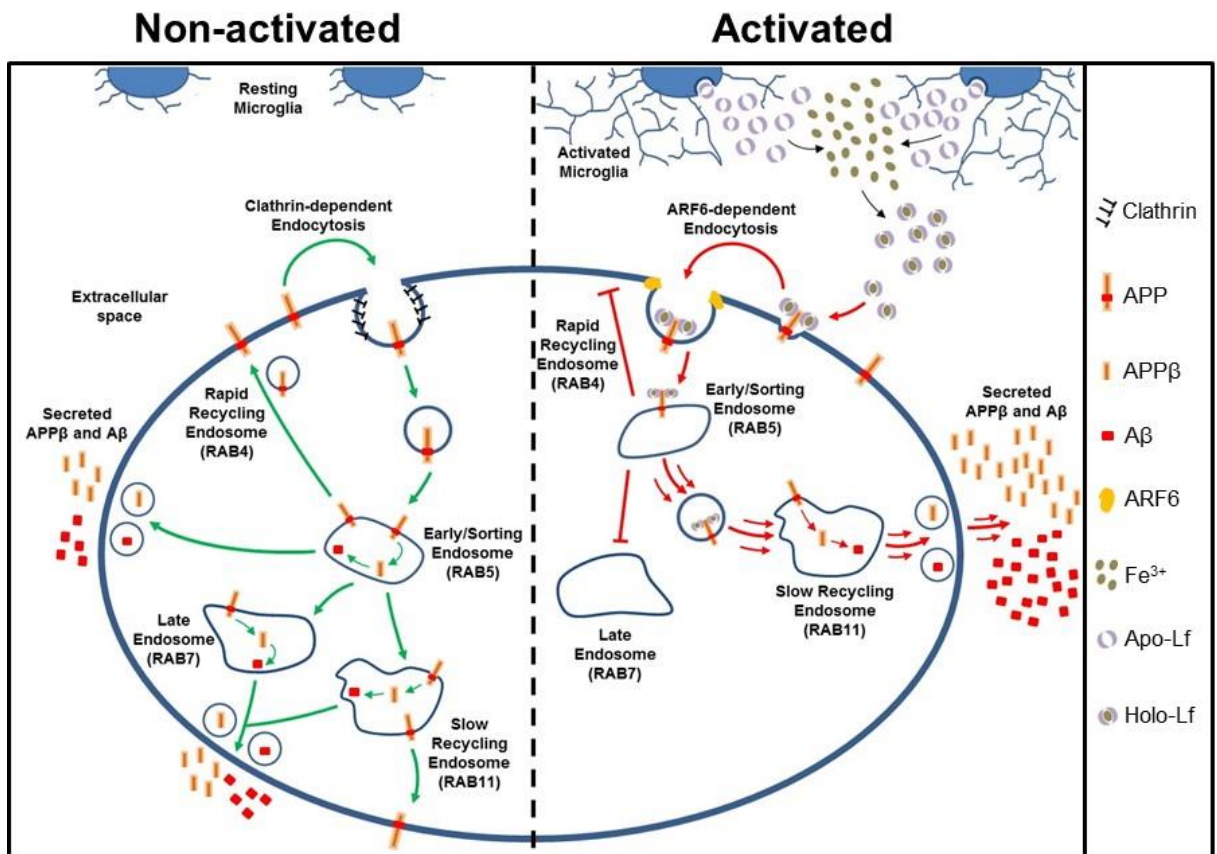 Non-activated
Activated
Resting
Microglia
Clathrin-dependent
Endocytosis
Extracellular
space
Rapid
Recycling
Endosome
(RAB4)
Secreted
APPβ and Aβ
Early/Sorting
Endosome
(RAB5)
Late
Endosome
(RAB7)
Slow
Recycling
Endosome
(RAB11)
Activated
Microglia
ARF6-dependent
Endocytosis
Rapid
Recycling
Endosome
(RAB4)
Early/Sorting
Endosome
(RAB5)
Secreted
APPβ and Aβ
Slow Recycling
Endosome
(RAB11)
Late
Endosome
(RAB7)
Clathrin
APP
APPβ
Aβ
ARF6
Fe³⁺
Apo-Lf
Holo-Lf